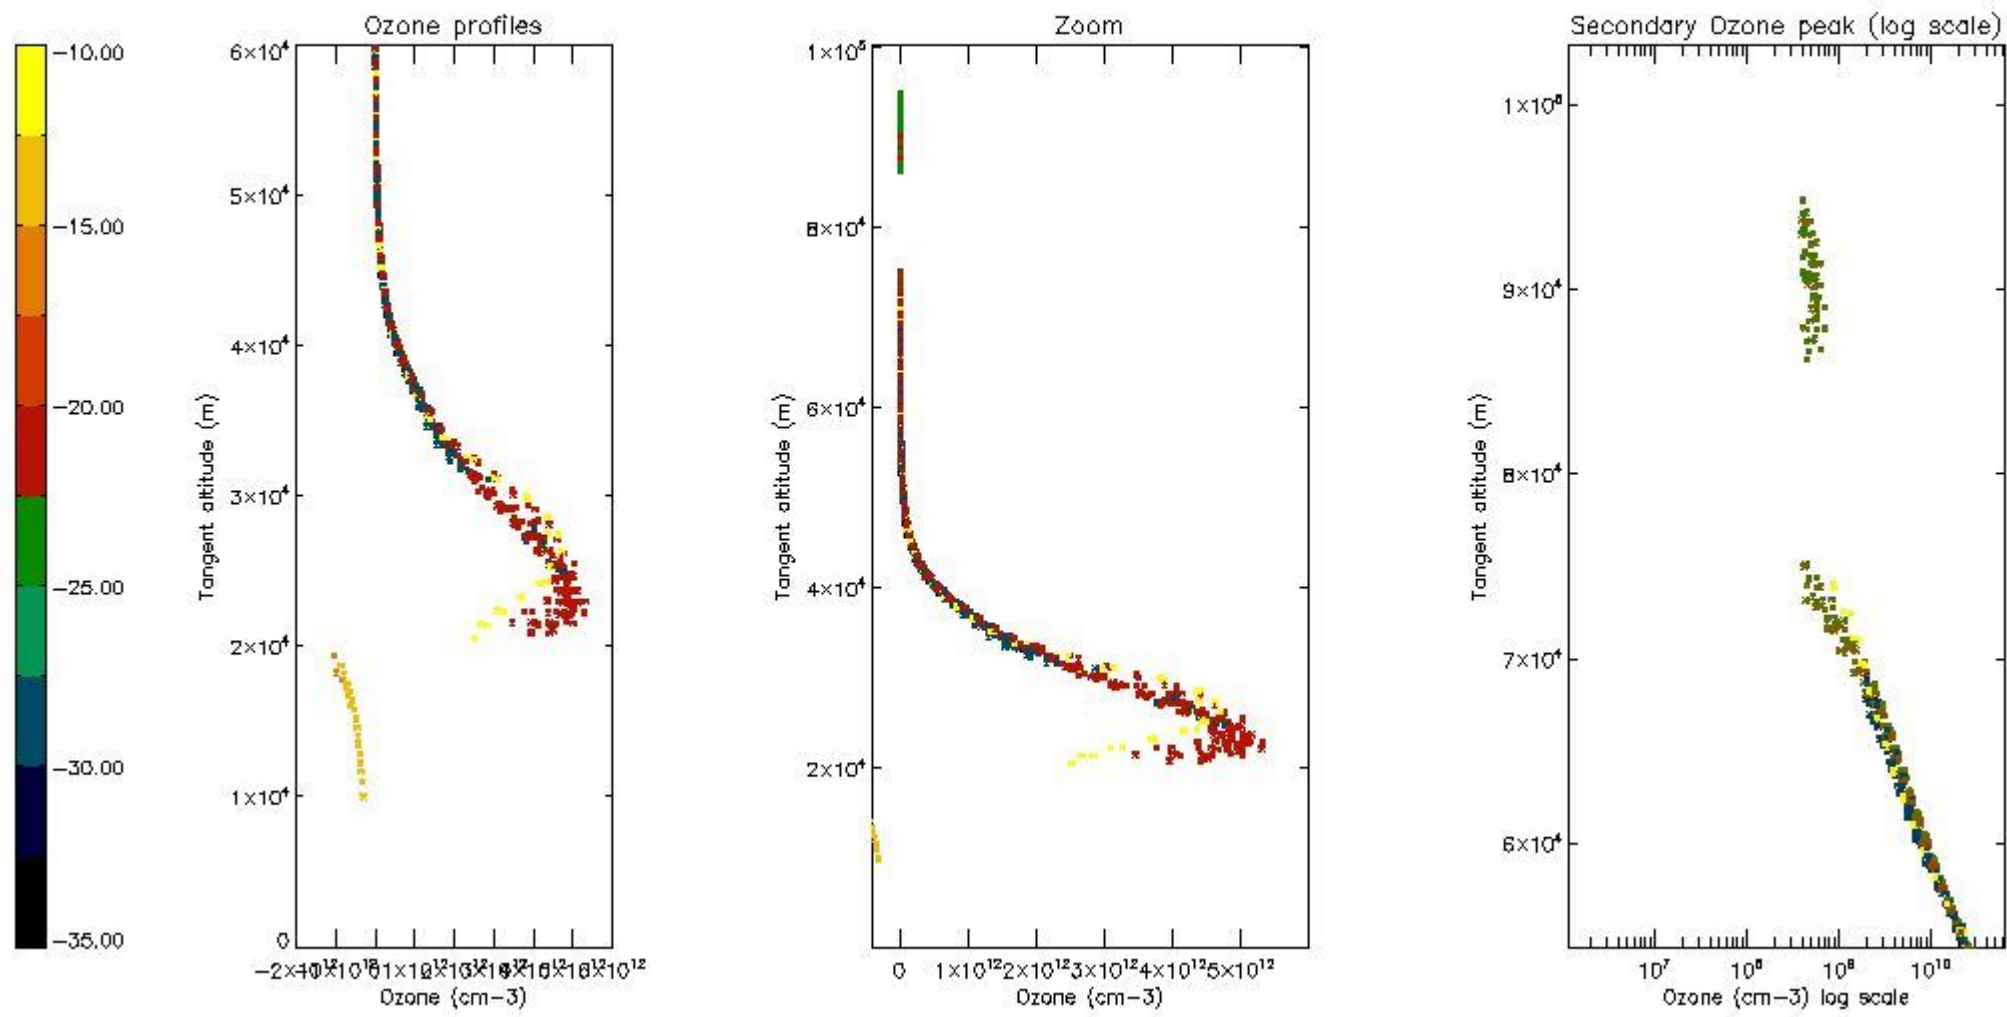 Ozone profiles
Zoom
Secondary Ozone peak (log scale)
−10.00
−15.00
−20.00
−25.00
−30.00
−35.00
Tangent altitude (m)
6×10⁴
5×10⁴
4×10⁴
3×10⁴
2×10⁴
1×10⁴
0
Ozone (cm−3)
Tangent altitude (m)
1×10⁵
8×10⁴
6×10⁴
4×10⁴
2×10⁴
0 1×10¹² 2×10¹² 3×10¹² 4×10¹² 5×10¹²
Ozone (cm−3)
Tangent altitude (m)
9×10⁴
8×10⁴
7×10⁴
6×10⁴
10⁷ 10⁸ 10⁹ 10¹⁰
Ozone (cm−3) log scale